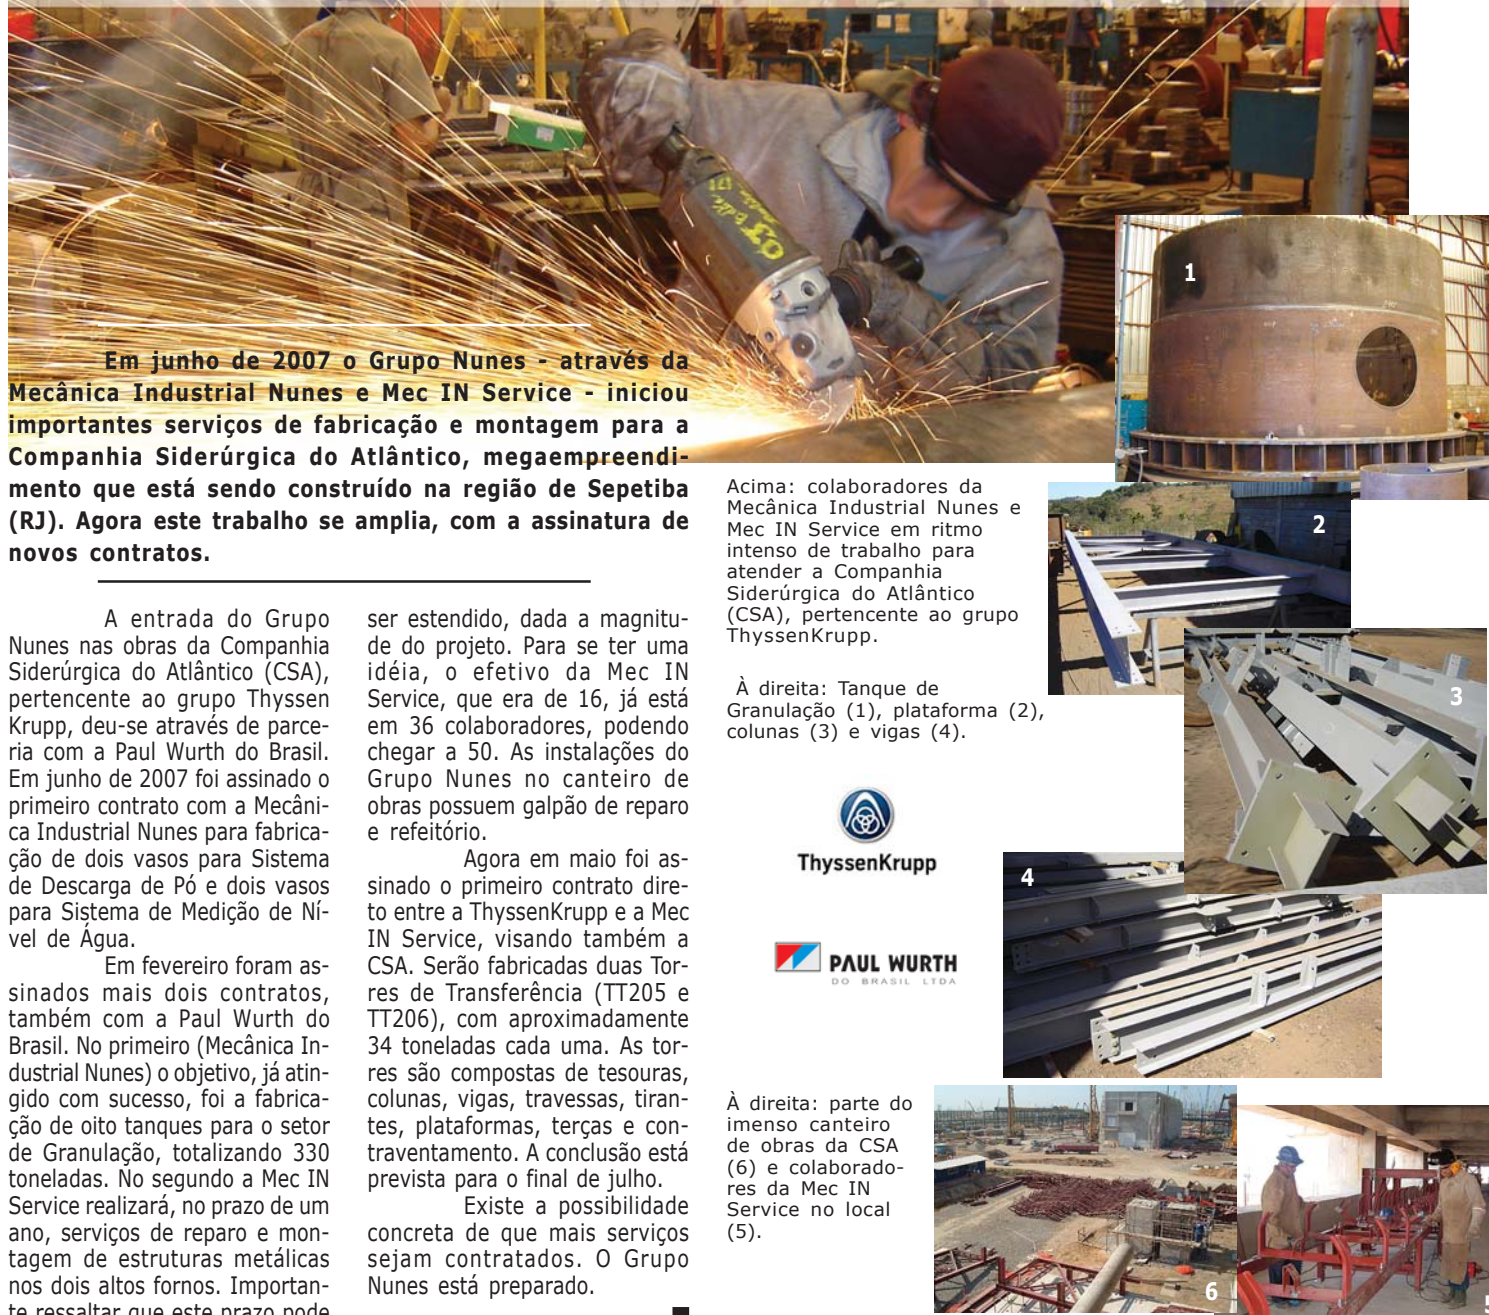 Em junho de 2007 o Grupo Nunes - através da
Mecânica Industrial Nunes e Mec IN Service - iniciou
importantes serviços de fabricação e montagem para a
Companhia Siderúrgica do Atlântico, megaempreendi-
mento que está sendo construído na região de Sepetiba
(RJ). Agora este trabalho se amplia, com a assinatura de
novos contratos.
A entrada do Grupo
Nunes nas obras da Companhia
Siderúrgica do Atlântico (CSA),
pertencente ao grupo Thyssen
Krupp, deu-se através de parce-
ria com a Paul Wurth do Brasil.
Em junho de 2007 foi assinado o
primeiro contrato com a Mecâni-
ca Industrial Nunes para fabrica-
ção de dois vasos para Sistema
de Descarga de Pó e dois vasos
para Sistema de Medição de Ní-
vel de Água.
Em fevereiro foram as-
sinados mais dois contratos,
também com a Paul Wurth do
Brasil. No primeiro (Mecânica In-
dustrial Nunes) o objetivo, já atin-
gido com sucesso, foi a fabrica-
ção de oito tanques para o setor
de Granulação, totalizando 330
toneladas. No segundo a Mec IN
Service realizará, no prazo de um
ano, serviços de reparo e mon-
tagem de estruturas metálicas
nos dois altos fornos. Importan-
te ressaltar que este prazo pode
ser estendido, dada a magnitu-
de do projeto. Para se ter uma
idéia, o efetivo da Mec IN
Service, que era de 16, já está
em 36 colaboradores, podendo
chegar a 50. As instalações do
Grupo Nunes no canteiro de
obras possuem galpão de reparo
e refeitório.
Agora em maio foi as-
sinado o primeiro contrato dire-
to entre a ThyssenKrupp e a Mec
IN Service, visando também a
CSA. Serão fabricadas duas Tor-
res de Transferência (TT205 e
TT206), com aproximadamente
34 toneladas cada uma. As tor-
res são compostas de tesouras,
colunas, vigas, travessas, tiran-
tes, plataformas, terças e con-
traventamento. A conclusão está
prevista para o final de julho.
Existe a possibilidade
concreta de que mais serviços
sejam contratados. O Grupo
Nunes está preparado.
Acima: colaboradores da
Mecânica Industrial Nunes e
Mec IN Service em ritmo
intenso de trabalho para
atender a Companhia
Siderúrgica do Atlântico
(CSA), pertencente ao grupo
ThyssenKrupp.
À direita: Tanque de
Granulação (1), plataforma (2),
colunas (3) e vigas (4).
ThyssenKrupp
PAUL WURTH
DO BRASIL LTDA
À direita: parte do
imenso canteiro
de obras da CSA
(6) e colaborado-
res da Mec IN
Service no local
(5).
1
2
3
4
6
5